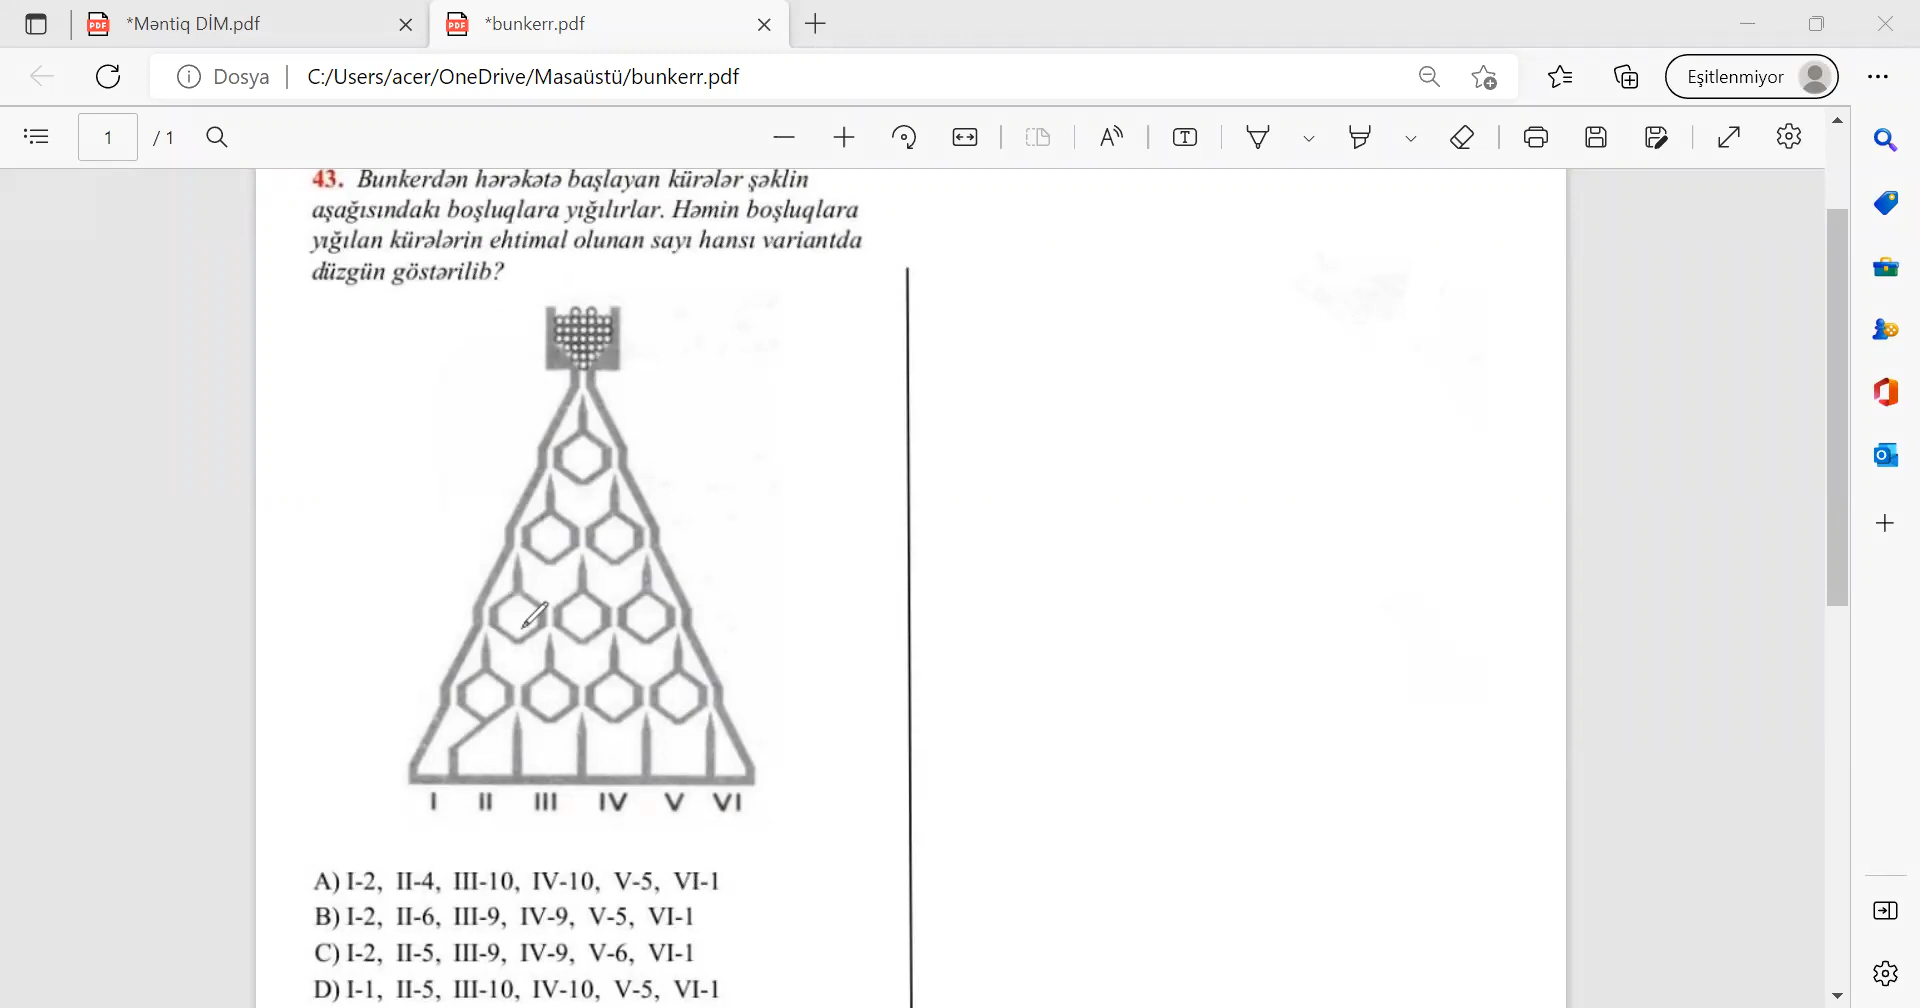 *Məntiq DİM.pdf
*bunkerr.pdf
Dosya
C:/Users/acer/OneDrive/Masaüstü/bunkerr.pdf
Eşitlenmiyor
1 / 1
43. Bunkerdən hərəkətə başlayan kürələr şəklin
aşağısındakı boşluqlara yığılırlar. Həmin boşluqlara
yığılan kürələrin ehtimal olunan sayı hansı variantda
düzgün göstərilib?
I II III IV V VI
A) I-2, II-4, III-10, IV-10, V-5, VI-1
B) I-2, II-6, III-9, IV-9, V-5, VI-1
C) I-2, II-5, III-9, IV-9, V-6, VI-1
D) I-1, II-5, III-10, IV-10, V-5, VI-1